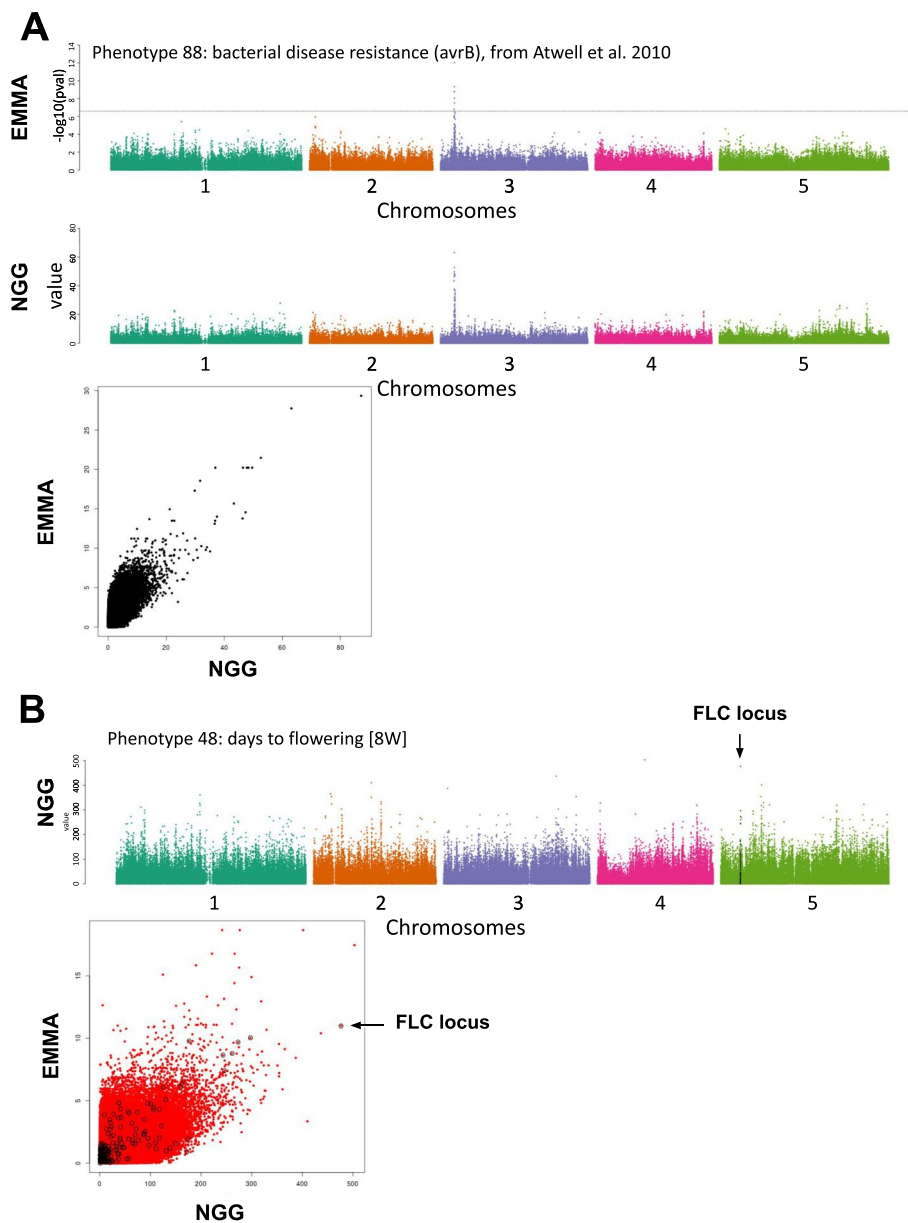 A
Phenotype 88: bacterial disease resistance (avrB), from Atwell et al. 2010
EMMA
-log10(pval)
0 2 4 6 8 10 12 14
1 2 3 4 5
Chromosomes
NGG
value
0 20 40 60 80
1 2 3 4 5
Chromosomes
EMMA
0 5 10 15 20 25 30
0 20 40 60 80
NGG
B
FLC locus
Phenotype 48: days to flowering [8W]
NGG
value
0 100 200 300 400 500
1 2 3 4 5
Chromosomes
EMMA
0 5 10 15
FLC locus
0 100 200 300 400 500
NGG